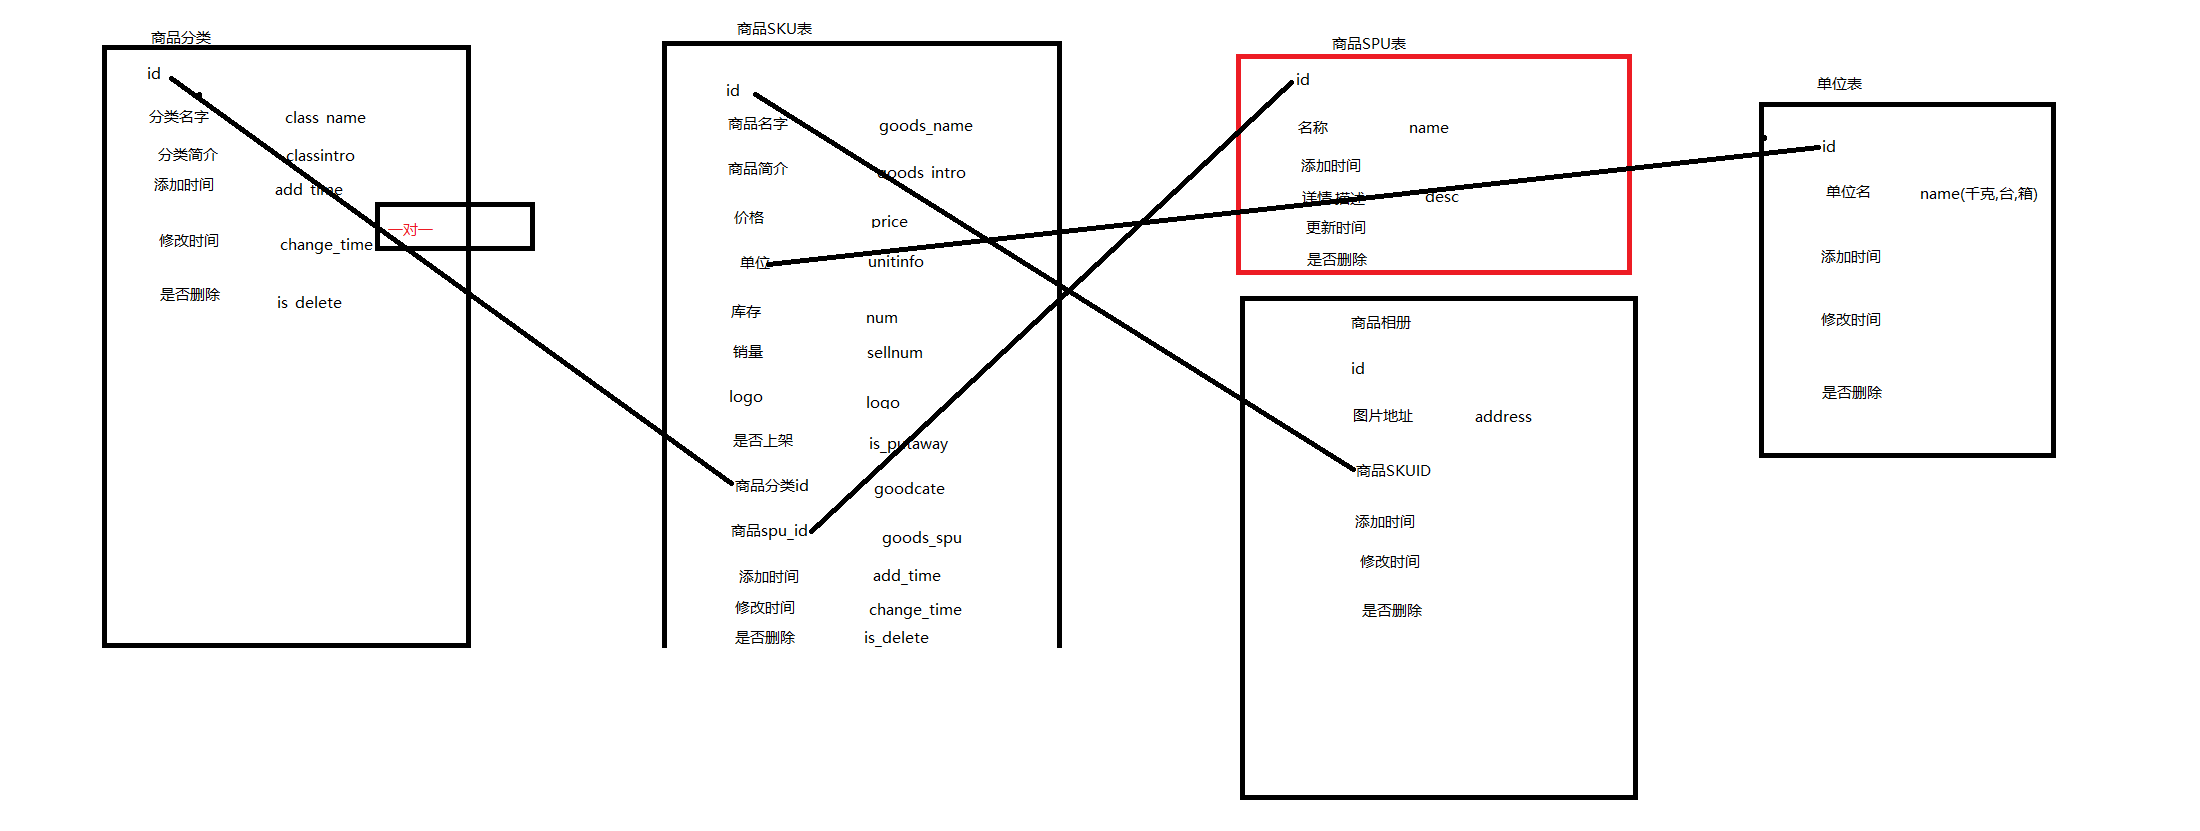 商品分类
id
分类名字 class_name
分类简介 classintro
添加时间 add_time
一对一
修改时间 change_time
是否删除 is_delete
商品SKU表
id
商品名字 goods_name
商品简介 goods_intro
价格 price
单位 unitinfo
库存 num
销量 sellnum
logo logo
是否上架 is_putaway
商品分类id goodcate
商品spu_id goods_spu
添加时间 add_time
修改时间 change_time
是否删除 is_delete
商品SPU表
id
名称 name
添加时间
详情描述 desc
更新时间
是否删除
商品相册
id
图片地址 address
商品SKUID
添加时间
修改时间
是否删除
单位表
id
单位名 name(千克,台,箱)
添加时间
修改时间
是否删除